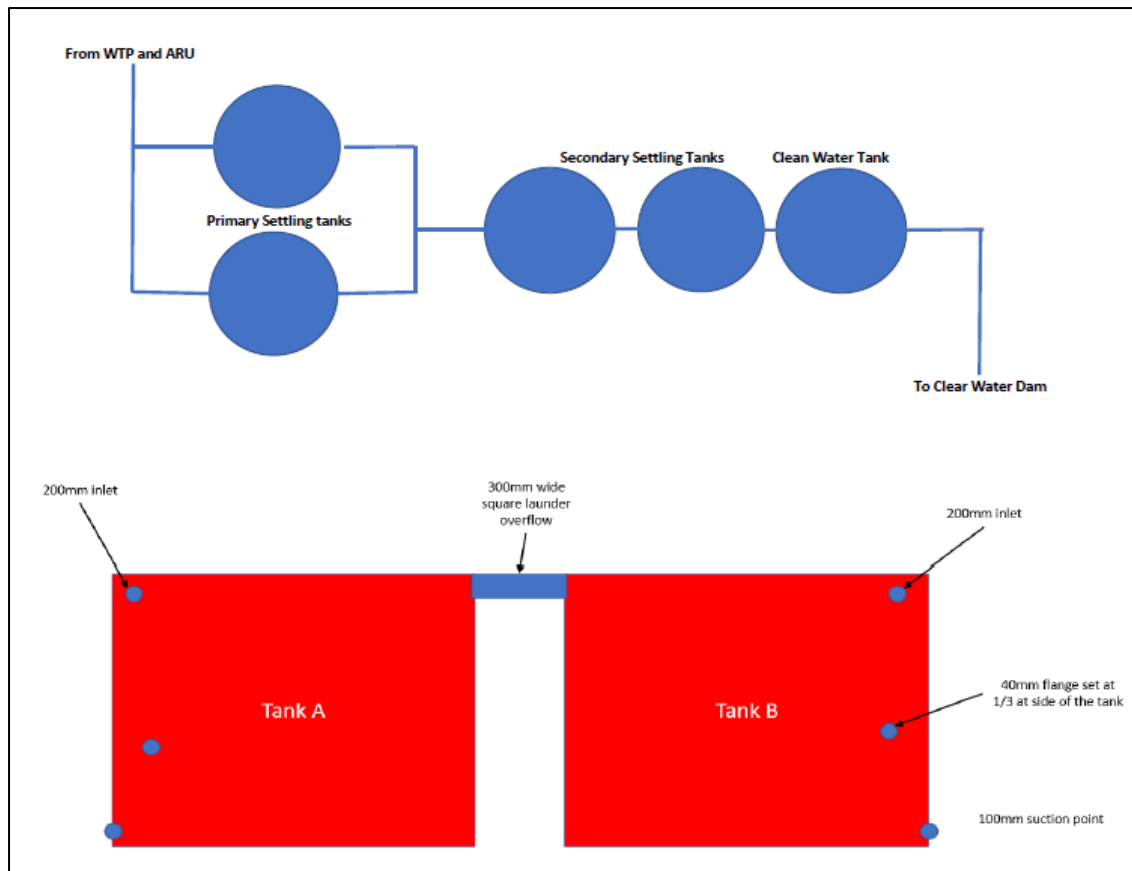 From WTP and ARU
Secondary Settling Tanks
Clean Water Tank
Primary Settling tanks
To Clear Water Dam
200mm inlet
300mm wide
square launder
overflow
200mm inlet
Tank A
Tank B
40mm flange set at
1/3 at side of the tank
100mm suction point